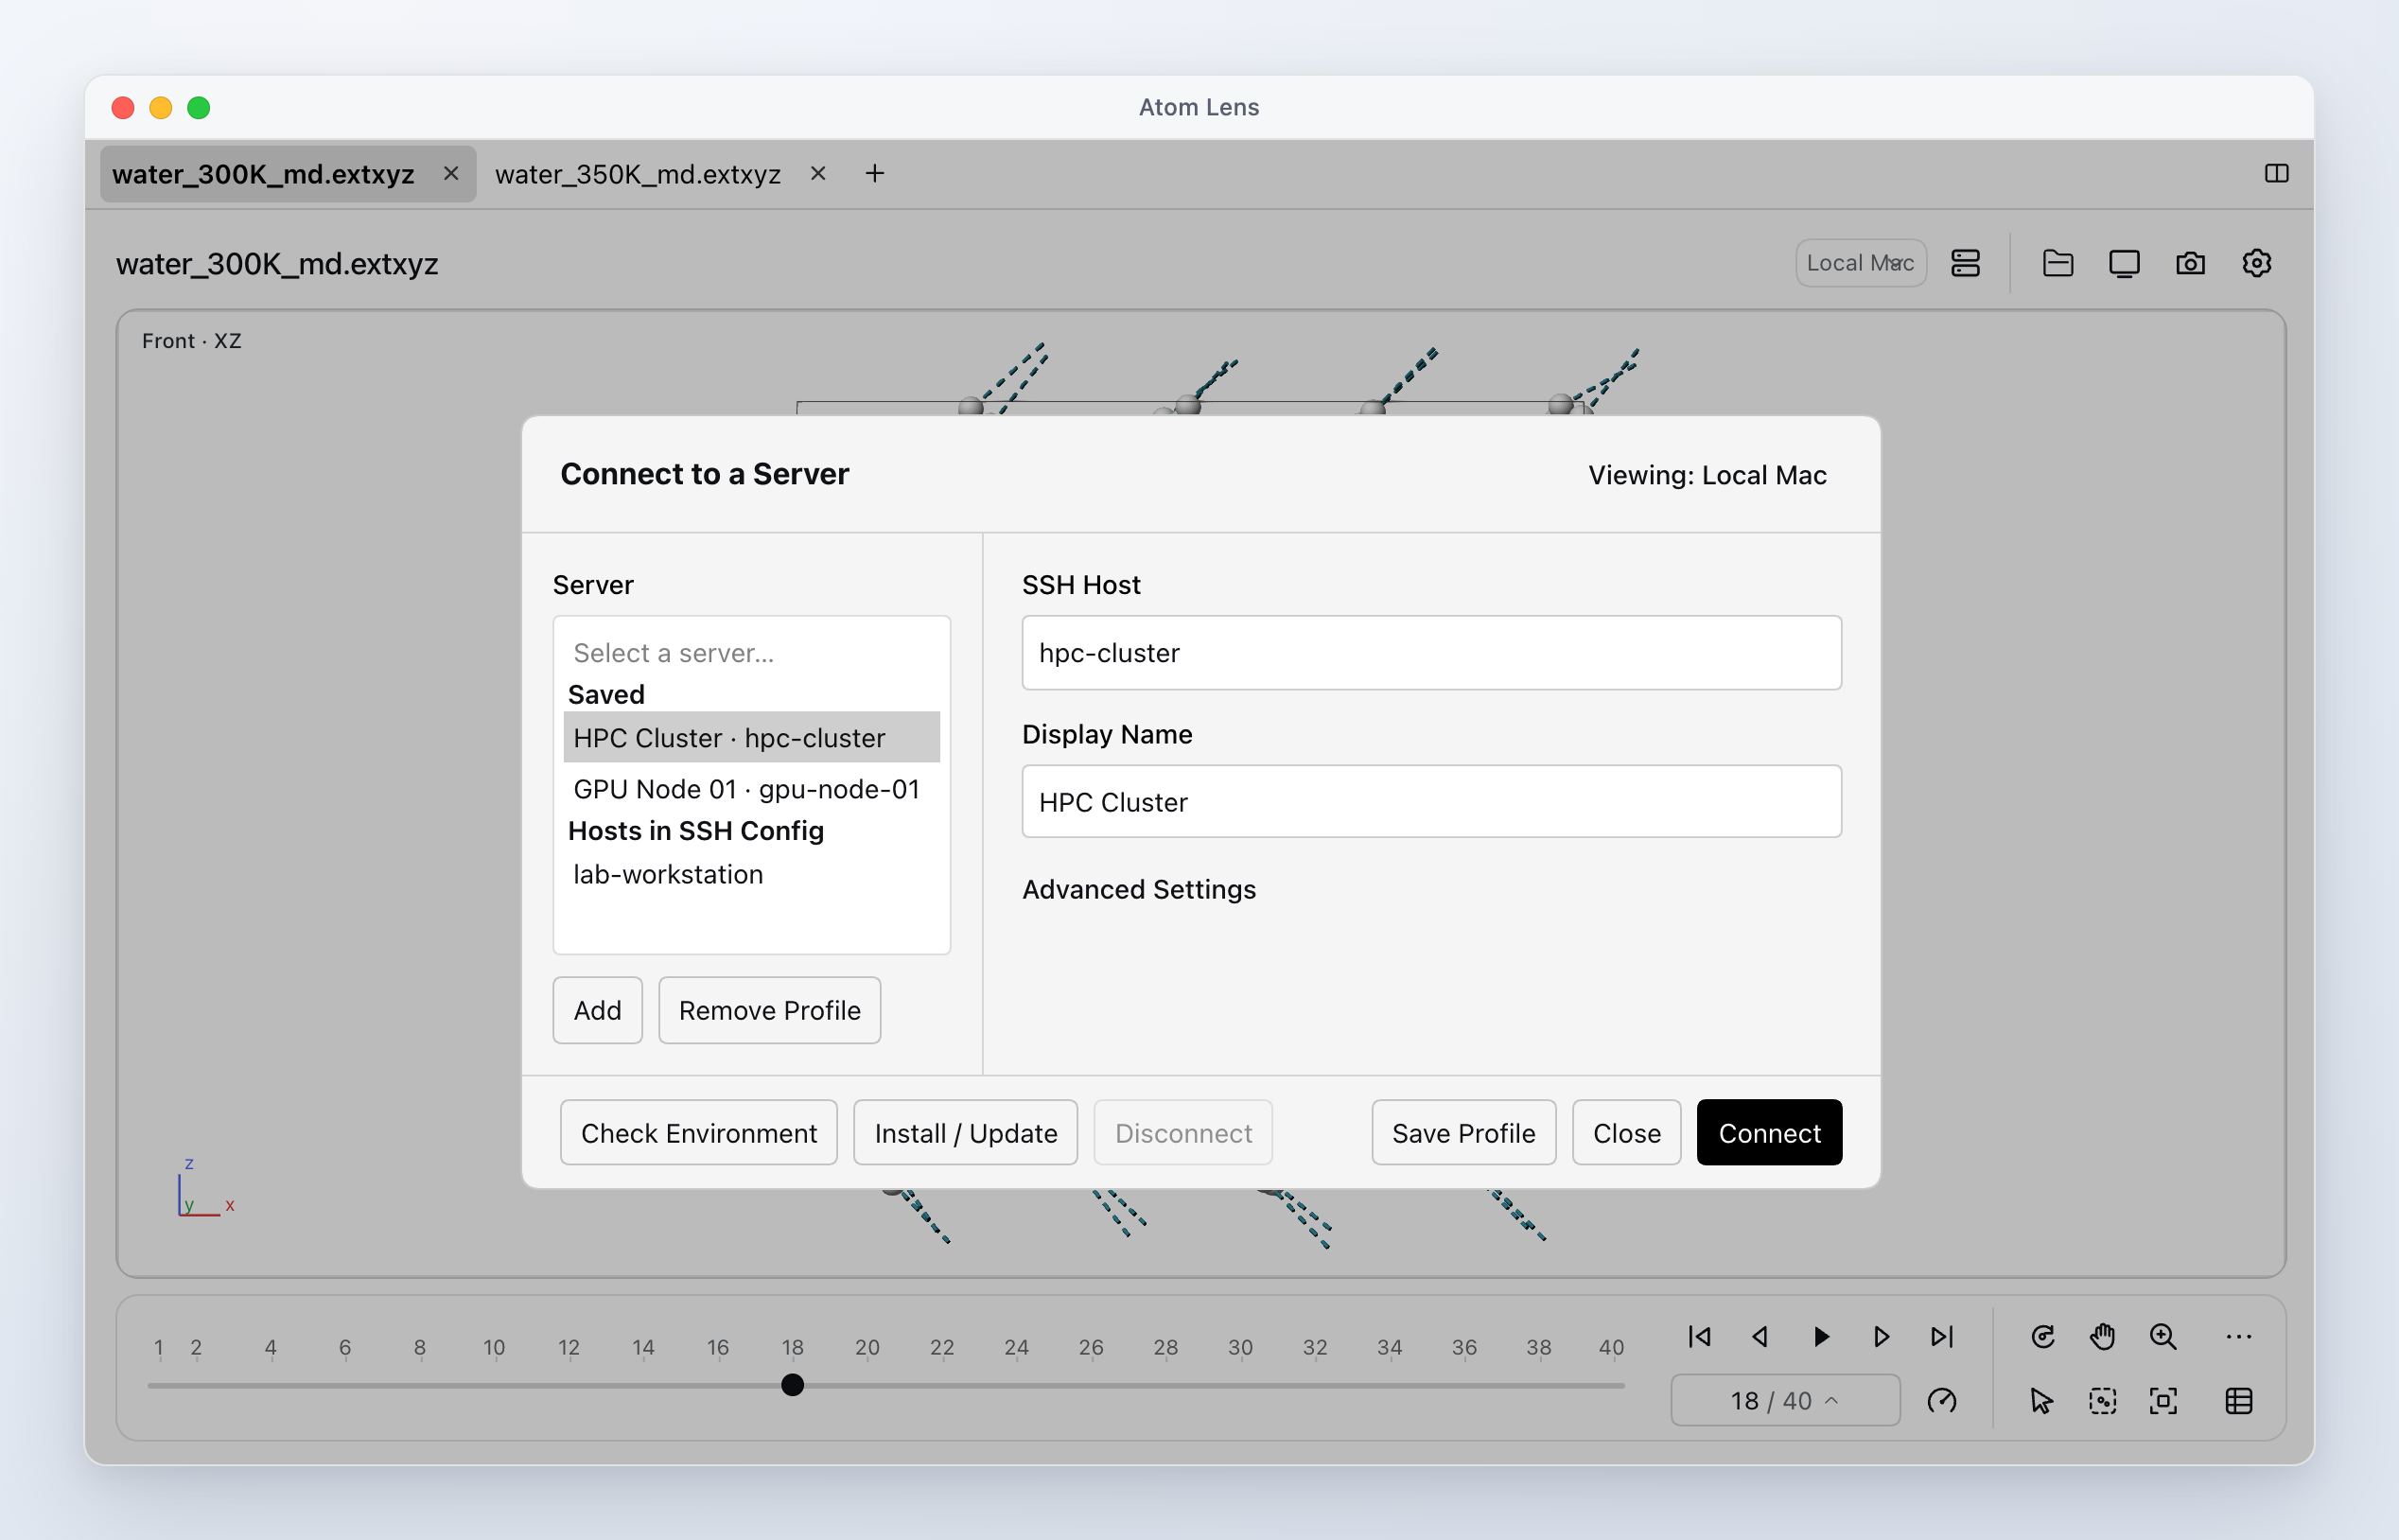 Atom Lens
water_300K_md.extxyz
water_350K_md.extxyz
water_300K_md.extxyz
Local Mac
Front · XZ
Connect to a Server
Viewing: Local Mac
Server
Select a server...
Saved
HPC Cluster · hpc-cluster
GPU Node 01 · gpu-node-01
Hosts in SSH Config
lab-workstation
Add
Remove Profile
SSH Host
hpc-cluster
Display Name
HPC Cluster
Advanced Settings
Check Environment
Install / Update
Disconnect
Save Profile
Close
Connect
z
y
x
1 2 4 6 8 10 12 14 16 18 20 22 24 26 28 30 32 34 36 38 40
18 / 40